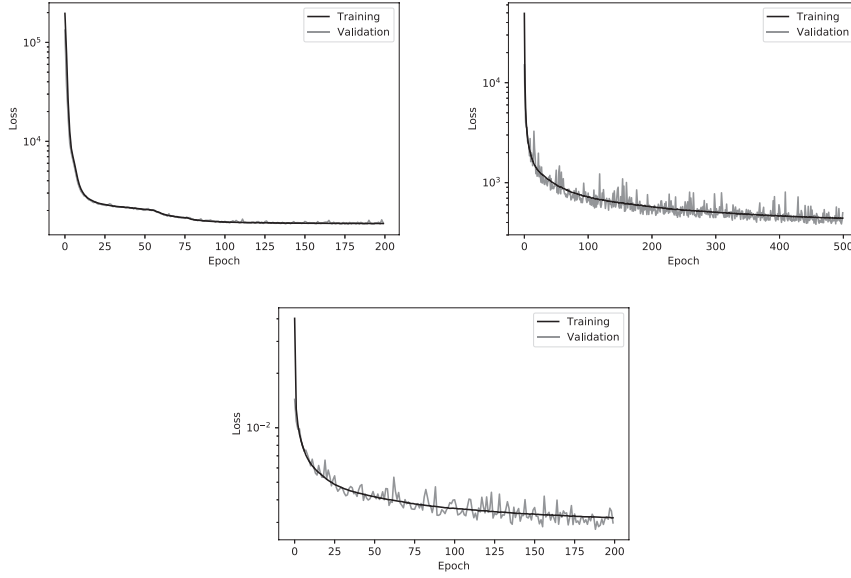 Training
Validation
10^5
10^4
Loss
0 25 50 75 100 125 150 175 200
Epoch
Training
Validation
10^4
10^3
Loss
0 100 200 300 400 500
Epoch
Training
Validation
10^−2
Loss
0 25 50 75 100 125 150 175 200
Epoch